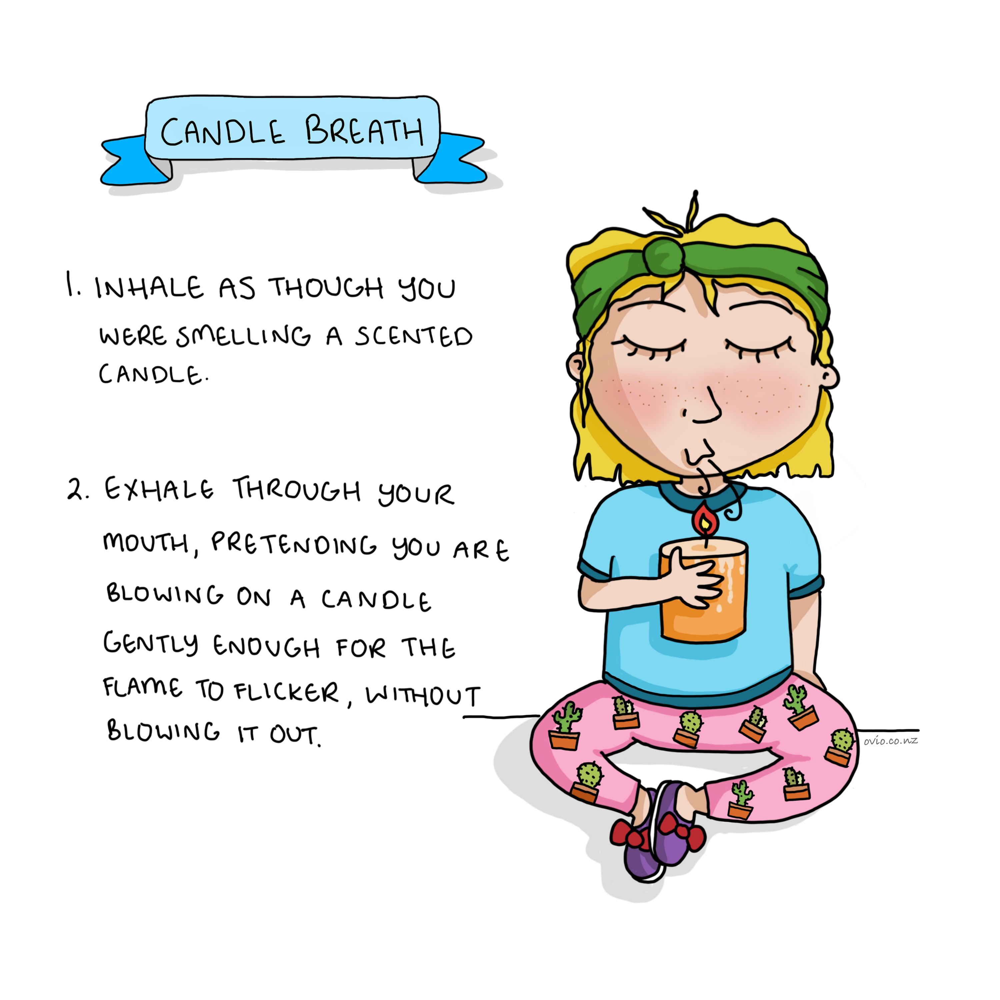 CANDLE BREATH
1. INHALE AS THOUGH YOU
WERE SMELLING A SCENTED
CANDLE.
2. EXHALE THROUGH YOUR
MOUTH, PRETENDING YOU ARE
BLOWING ON A CANDLE
GENTLY ENOUGH FOR THE
FLAME TO FLICKER, WITHOUT
BLOWING IT OUT.
ovio.co.nz